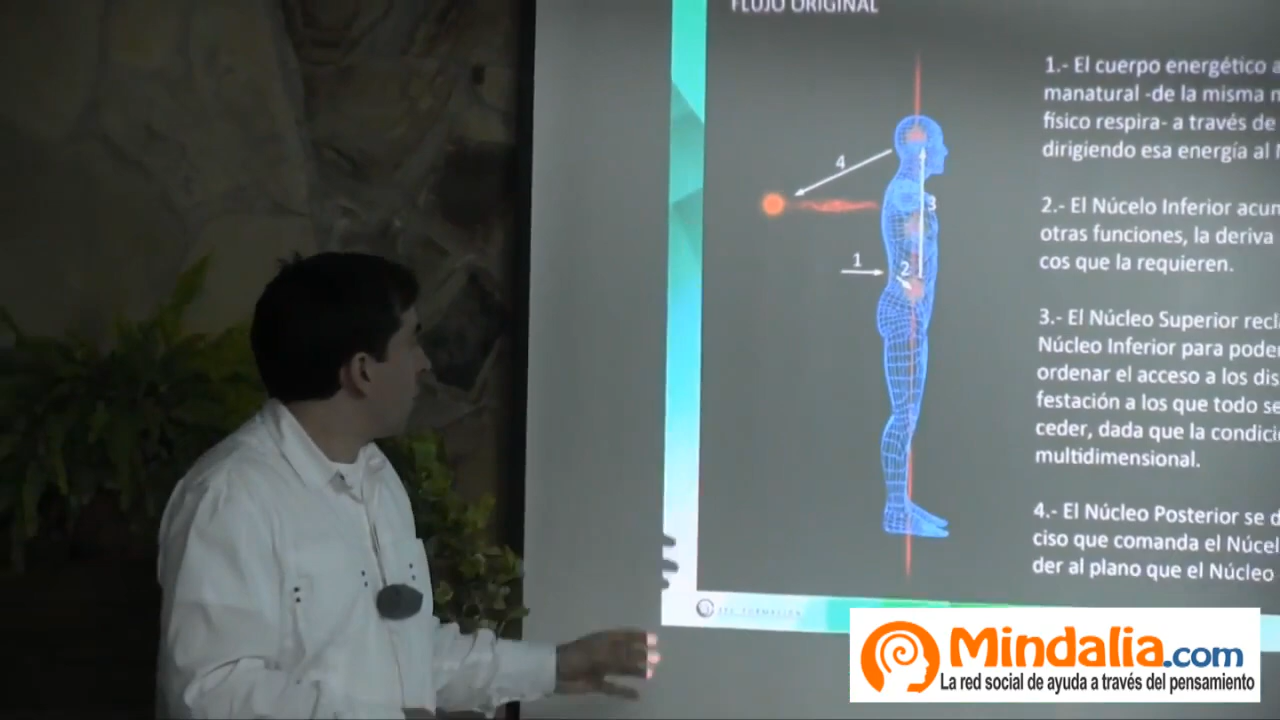 FLUJO ORIGINAL
1.- El cuerpo energético a
manatural -de la misma m
físico respira- a través de
dirigiendo esa energía al
2.- El Núcelo Inferior acum
otras funciones, la deriva
cos que la requieren.
3.- El Núcleo Superior recl
Núcleo Inferior para poder
ordenar el acceso a los dis
festación a los que todo se
ceder, dada que la condici
multidimensional.
4.- El Núcleo Posterior se d
ciso que comanda el Núcel
der al plano que el Núcleo
4
3
1
2
FORMACIÓN
Mindalia.com
La red social de ayuda a través del pensamiento